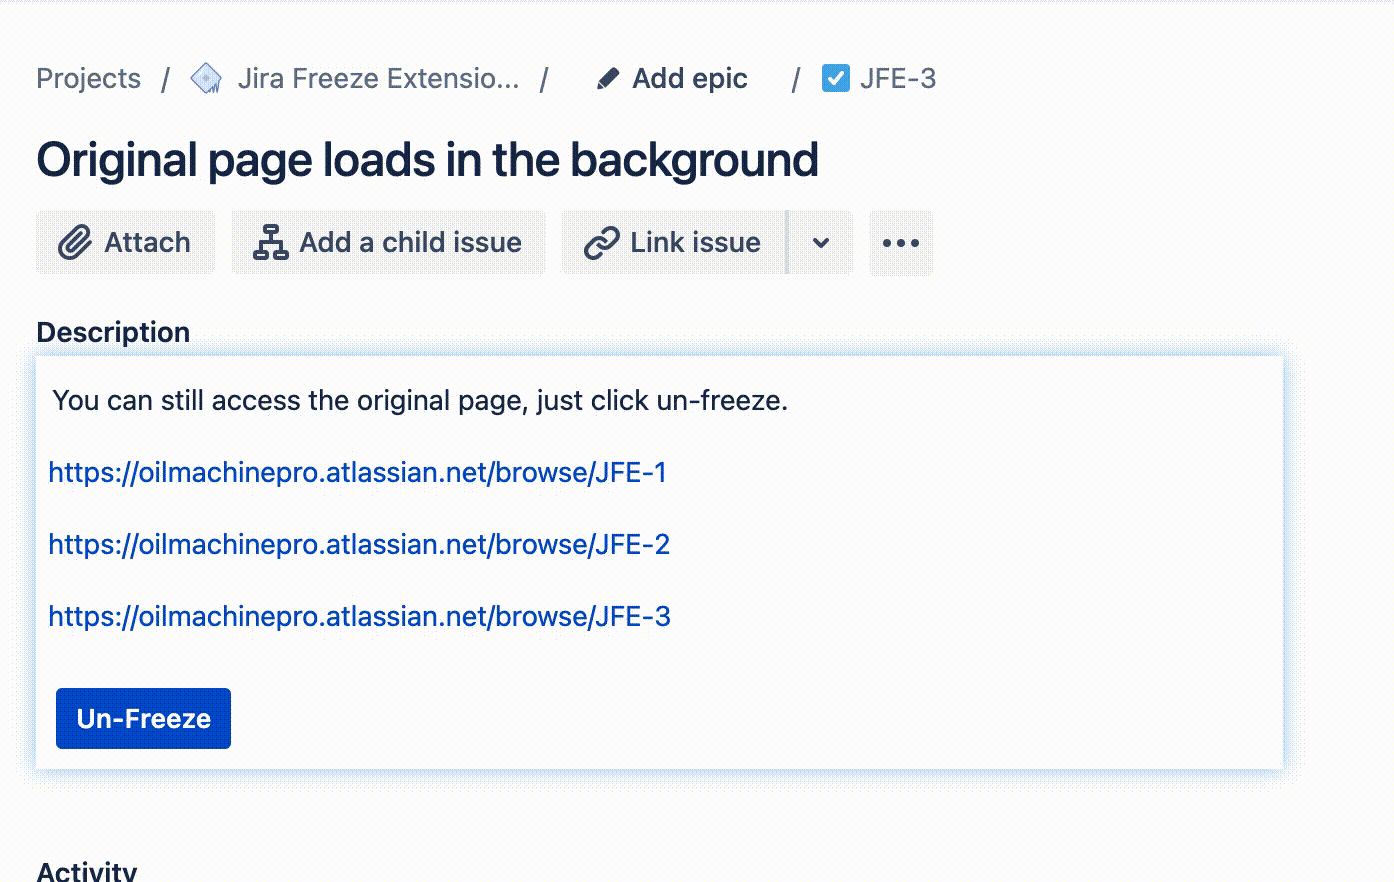 Projects / Jira Freeze Extensio... / Add epic / JFE-3
Original page loads in the background
Attach Add a child issue Link issue
Description
You can still access the original page, just click un-freeze.
https://oilmachinepro.atlassian.net/browse/JFE-1
https://oilmachinepro.atlassian.net/browse/JFE-2
https://oilmachinepro.atlassian.net/browse/JFE-3
Un-Freeze
Activity